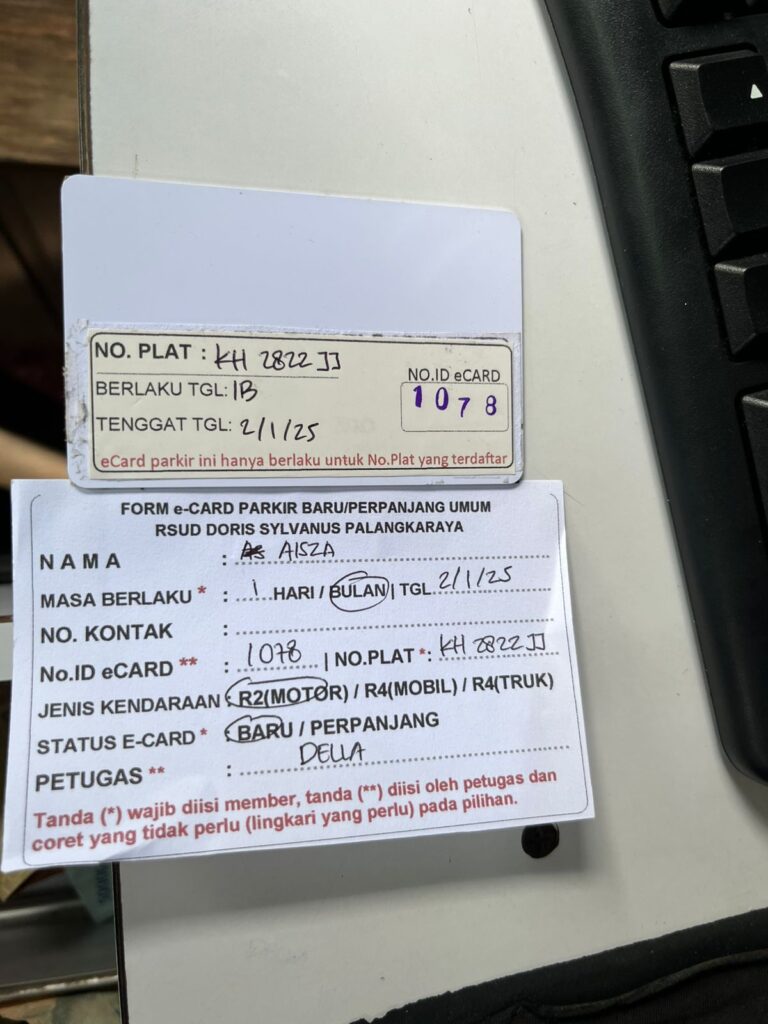 NO. PLAT : KH 2822 JJ
BERLAKU TGL: 1B
TENGGAT TGL: 2/1/25
NO.ID eCARD
1078
eCard parkir ini hanya berlaku untuk No.Plat yang terdaftar
FORM e-CARD PARKIR BARU/PERPANJANG UMUM
RSUD DORIS SYLVANUS PALANGKARAYA
NAMA : AISZA
MASA BERLAKU * : 1 HARI / BULAN | TGL 2/1/25
NO. KONTAK :
No.ID eCARD ** : 1078 | NO.PLAT *: KH 2822 JJ
JENIS KENDARAAN : R2(MOTOR) / R4(MOBIL) / R4(TRUK)
STATUS E-CARD * : BARU / PERPANJANG
PETUGAS ** : DELLA
Tanda (*) wajib diisi member, tanda (**) diisi oleh petugas dan
coret yang tidak perlu (lingkari yang perlu) pada pilihan.